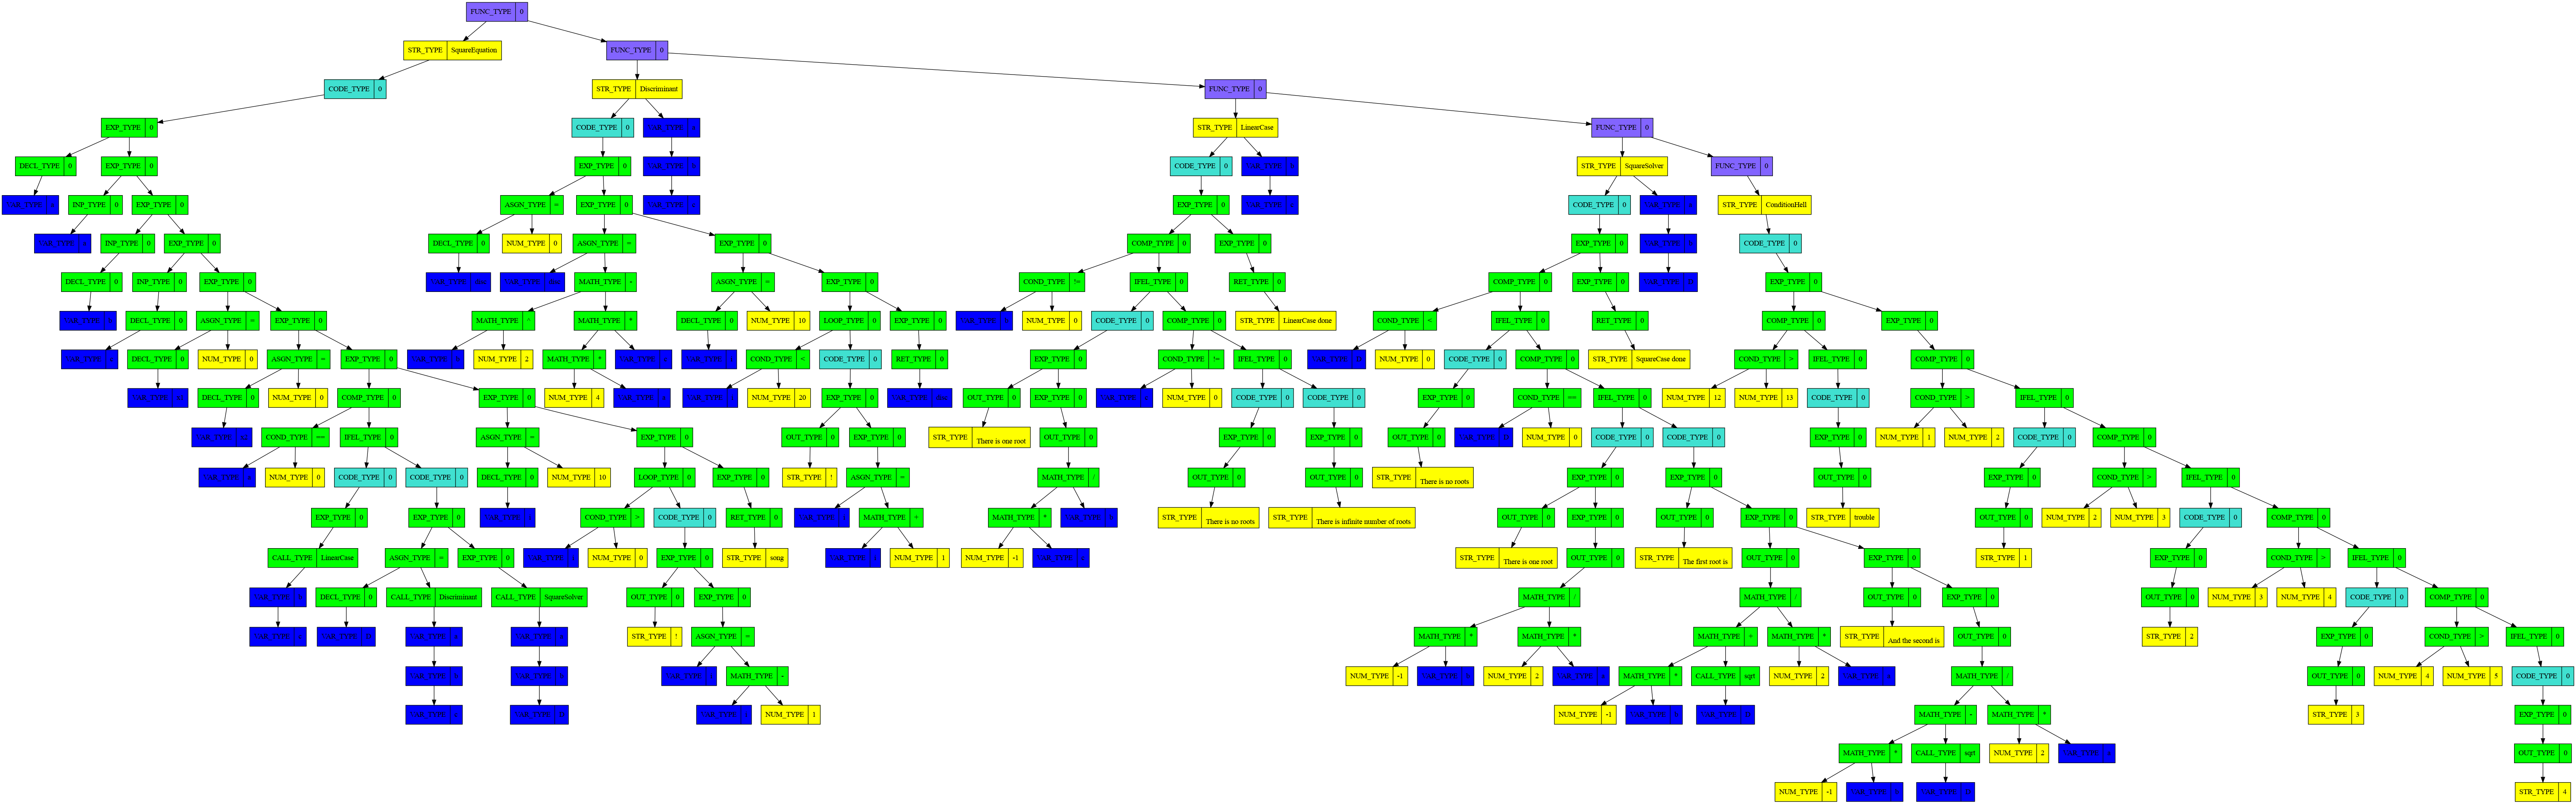 FUNC_TYPE 0
STR_TYPE SquareEquation FUNC_TYPE 0
CODE_TYPE 0 STR_TYPE Discriminant FUNC_TYPE 0
EXP_TYPE 0 CODE_TYPE 0 VAR_TYPE STR_TYPE LinearCase FUNC_TYPE 0
DECL_TYPE 0 EXP_TYPE 0 EXP_TYPE 0 VAR_TYPE CODE_TYPE 0 VAR_TYPE STR_TYPE SquareSolver FUNC_TYPE 0
VAR_TYPE INP_TYPE 0 EXP_TYPE 0 ASGN_TYPE = EXP_TYPE 0 VAR_TYPE EXP_TYPE 0 VAR_TYPE CODE_TYPE 0 VAR_TYPE STR_TYPE ConditionHell
VAR_TYPE INP_TYPE 0 EXP_TYPE 0 DECL_TYPE 0 NUM_TYPE 0 ASGN_TYPE = EXP_TYPE 0 COMP_TYPE 0 EXP_TYPE 0 EXP_TYPE 0 VAR_TYPE CODE_TYPE 0
DECL_TYPE 0 INP_TYPE 0 EXP_TYPE 0 VAR_TYPE VAR_TYPE MATH_TYPE - ASGN_TYPE = EXP_TYPE 0 COND_TYPE != IFEL_TYPE 0 RET_TYPE 0 COMP_TYPE 0 EXP_TYPE 0 VAR_TYPE EXP_TYPE 0
VAR_TYPE DECL_TYPE 0 ASGN_TYPE = EXP_TYPE 0 MATH_TYPE ^ MATH_TYPE * DECL_TYPE 0 NUM_TYPE 10 LOOP_TYPE 0 EXP_TYPE 0 VAR_TYPE NUM_TYPE 0 CODE_TYPE 0 COMP_TYPE 0 STR_TYPE LinearCase done COND_TYPE < IFEL_TYPE 0 RET_TYPE 0 COMP_TYPE 0 EXP_TYPE 0
VAR_TYPE DECL_TYPE 0 NUM_TYPE 0 ASGN_TYPE = EXP_TYPE 0 VAR_TYPE NUM_TYPE 2 MATH_TYPE * VAR_TYPE VAR_TYPE COND_TYPE < CODE_TYPE 0 RET_TYPE 0 EXP_TYPE 0 COND_TYPE != IFEL_TYPE 0 VAR_TYPE NUM_TYPE 0 CODE_TYPE 0 COMP_TYPE 0 STR_TYPE SquareCase done COND_TYPE > IFEL_TYPE 0 COMP_TYPE 0
VAR_TYPE DECL_TYPE 0 NUM_TYPE 0 COMP_TYPE 0 EXP_TYPE 0 NUM_TYPE 4 VAR_TYPE VAR_TYPE NUM_TYPE 20 EXP_TYPE 0 VAR_TYPE OUT_TYPE 0 EXP_TYPE 0 VAR_TYPE NUM_TYPE 0 CODE_TYPE 0 CODE_TYPE 0 EXP_TYPE 0 COND_TYPE == IFEL_TYPE 0 NUM_TYPE 12 NUM_TYPE 13 CODE_TYPE 0 COND_TYPE > IFEL_TYPE 0
VAR_TYPE COND_TYPE == IFEL_TYPE 0 ASGN_TYPE = EXP_TYPE 0 OUT_TYPE 0 EXP_TYPE 0 STR_TYPE There is one root OUT_TYPE 0 EXP_TYPE 0 EXP_TYPE 0 OUT_TYPE 0 VAR_TYPE NUM_TYPE 0 CODE_TYPE 0 CODE_TYPE 0 EXP_TYPE 0 NUM_TYPE 1 NUM_TYPE 2 CODE_TYPE 0 COMP_TYPE 0
VAR_TYPE NUM_TYPE 0 CODE_TYPE 0 CODE_TYPE 0 DECL_TYPE 0 NUM_TYPE 10 LOOP_TYPE 0 EXP_TYPE 0 STR_TYPE ! ASGN_TYPE = MATH_TYPE / OUT_TYPE 0 OUT_TYPE 0 STR_TYPE There is no roots EXP_TYPE 0 EXP_TYPE 0 OUT_TYPE 0 EXP_TYPE 0 COND_TYPE > IFEL_TYPE 0
EXP_TYPE 0 EXP_TYPE 0 VAR_TYPE COND_TYPE > CODE_TYPE 0 RET_TYPE 0 VAR_TYPE MATH_TYPE + MATH_TYPE * VAR_TYPE STR_TYPE There is no roots STR_TYPE There is infinite number of roots OUT_TYPE 0 EXP_TYPE 0 OUT_TYPE 0 EXP_TYPE 0 STR_TYPE trouble OUT_TYPE 0 NUM_TYPE 2 NUM_TYPE 3 CODE_TYPE 0 COMP_TYPE 0
CALL_TYPE LinearCase ASGN_TYPE = EXP_TYPE 0 VAR_TYPE NUM_TYPE 0 EXP_TYPE 0 STR_TYPE song VAR_TYPE NUM_TYPE 1 NUM_TYPE -1 VAR_TYPE STR_TYPE There is one root OUT_TYPE 0 STR_TYPE The first root is OUT_TYPE 0 EXP_TYPE 0 STR_TYPE 1 EXP_TYPE 0 COND_TYPE > IFEL_TYPE 0
VAR_TYPE DECL_TYPE 0 CALL_TYPE Discriminant CALL_TYPE SquareSolver OUT_TYPE 0 EXP_TYPE 0 MATH_TYPE / MATH_TYPE / OUT_TYPE 0 EXP_TYPE 0 OUT_TYPE 0 NUM_TYPE 3 NUM_TYPE 4 CODE_TYPE 0 COMP_TYPE 0
VAR_TYPE VAR_TYPE VAR_TYPE VAR_TYPE STR_TYPE ! ASGN_TYPE = MATH_TYPE * MATH_TYPE * MATH_TYPE + MATH_TYPE * STR_TYPE And the second is OUT_TYPE 0 STR_TYPE 2 EXP_TYPE 0 COND_TYPE > IFEL_TYPE 0
VAR_TYPE VAR_TYPE VAR_TYPE MATH_TYPE - NUM_TYPE -1 VAR_TYPE NUM_TYPE 2 VAR_TYPE MATH_TYPE * CALL_TYPE sqrt NUM_TYPE 2 VAR_TYPE MATH_TYPE / OUT_TYPE 0 NUM_TYPE 4 NUM_TYPE 5 CODE_TYPE 0
VAR_TYPE VAR_TYPE VAR_TYPE NUM_TYPE 1 NUM_TYPE -1 VAR_TYPE VAR_TYPE MATH_TYPE - MATH_TYPE * STR_TYPE 3 EXP_TYPE 0
MATH_TYPE * CALL_TYPE sqrt NUM_TYPE 2 VAR_TYPE OUT_TYPE 0
NUM_TYPE -1 VAR_TYPE VAR_TYPE STR_TYPE 4